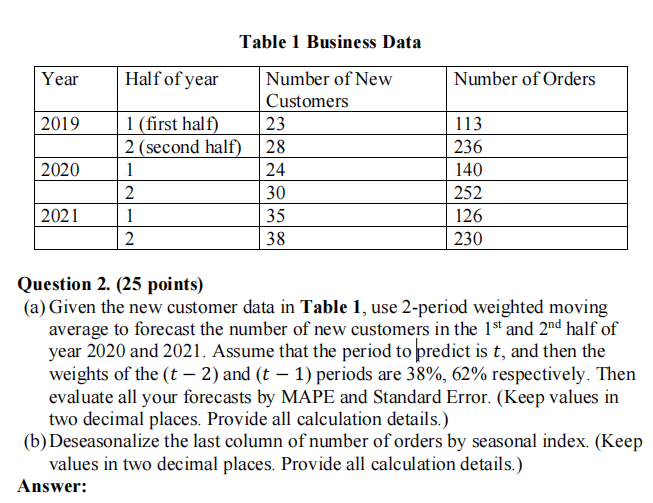 Table 1 Business Data
Year Half of year Number of New Customers Number of Orders
2019 1 (first half) 23 113
2 (second half) 28 236
2020 1 24 140
2 30 252
2021 1 35 126
2 38 230
Question 2. (25 points)
(a) Given the new customer data in Table 1, use 2-period weighted moving
average to forecast the number of new customers in the 1st and 2nd half of
year 2020 and 2021. Assume that the period to predict is t, and then the
weights of the (t − 2) and (t − 1) periods are 38%, 62% respectively. Then
evaluate all your forecasts by MAPE and Standard Error. (Keep values in
two decimal places. Provide all calculation details.)
(b) Deseasonalize the last column of number of orders by seasonal index. (Keep
values in two decimal places. Provide all calculation details.)
Answer: